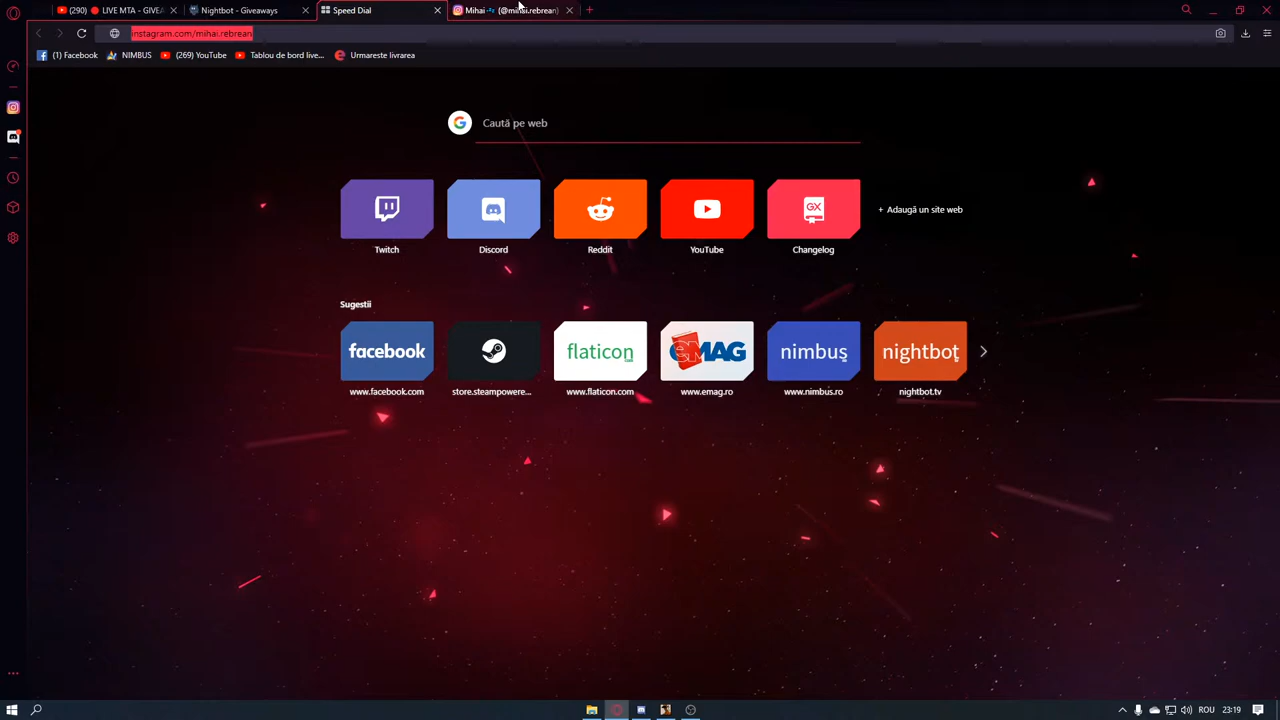 (290) 🔴 LIVE MTA - GIVEA
Nightbot - Giveaways
Speed Dial
Mihai (@mihai.rebrean)
instagram.com/mihai.rebrean
(1) Facebook
NIMBUS
(269) YouTube
Tablou de bord live...
Urmareste livrarea
Caută pe web
GX
Twitch
Discord
Reddit
YouTube
Changelog
+ Adaugă un site web
Sugestii
facebook
flaticon
.com
eMAG
nimbus
nightbot
www.facebook.com
store.steampowere...
www.flaticon.com
www.emag.ro
www.nimbus.ro
nightbot.tv
ROU
23:19